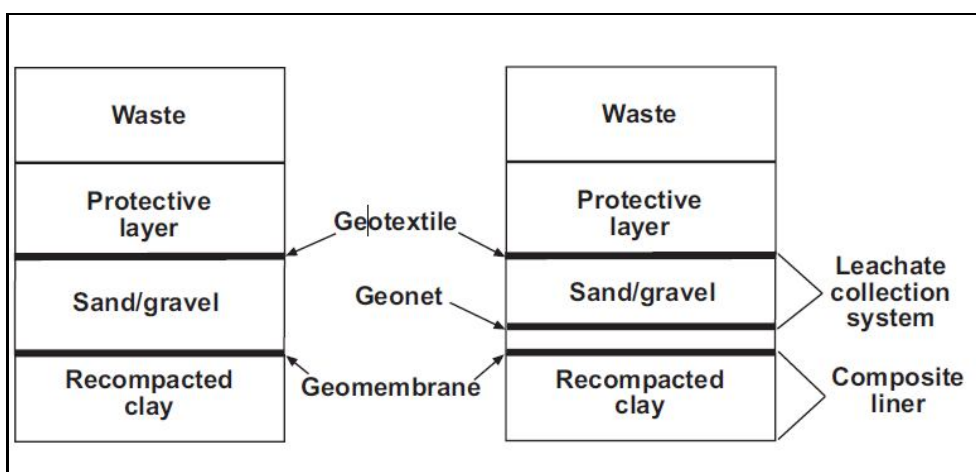 Waste
Protective
layer
Sand/gravel
Recompacted
clay
Geotextile
Geonet
Geomembrane
Waste
Protective
layer
Sand/gravel
Recompacted
clay
Leachate
collection
system
Composite
liner